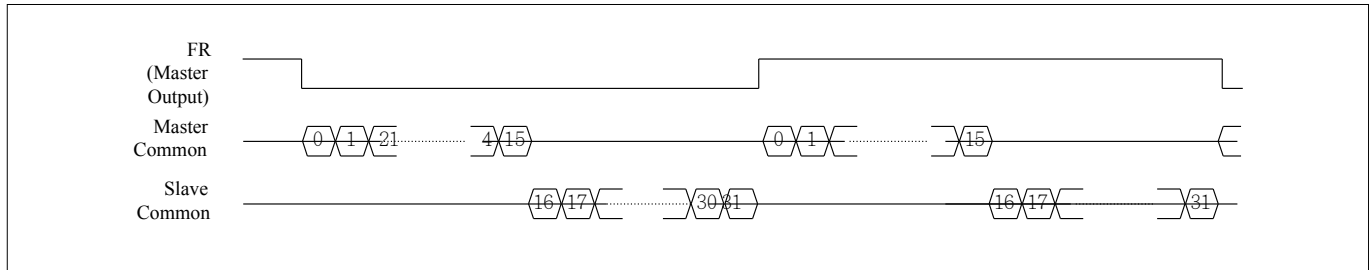 FR
(Master
Output)
Master
Common
0 1 21 4 15 0 1 15
Slave
Common
16 17 30 31 16 17 31